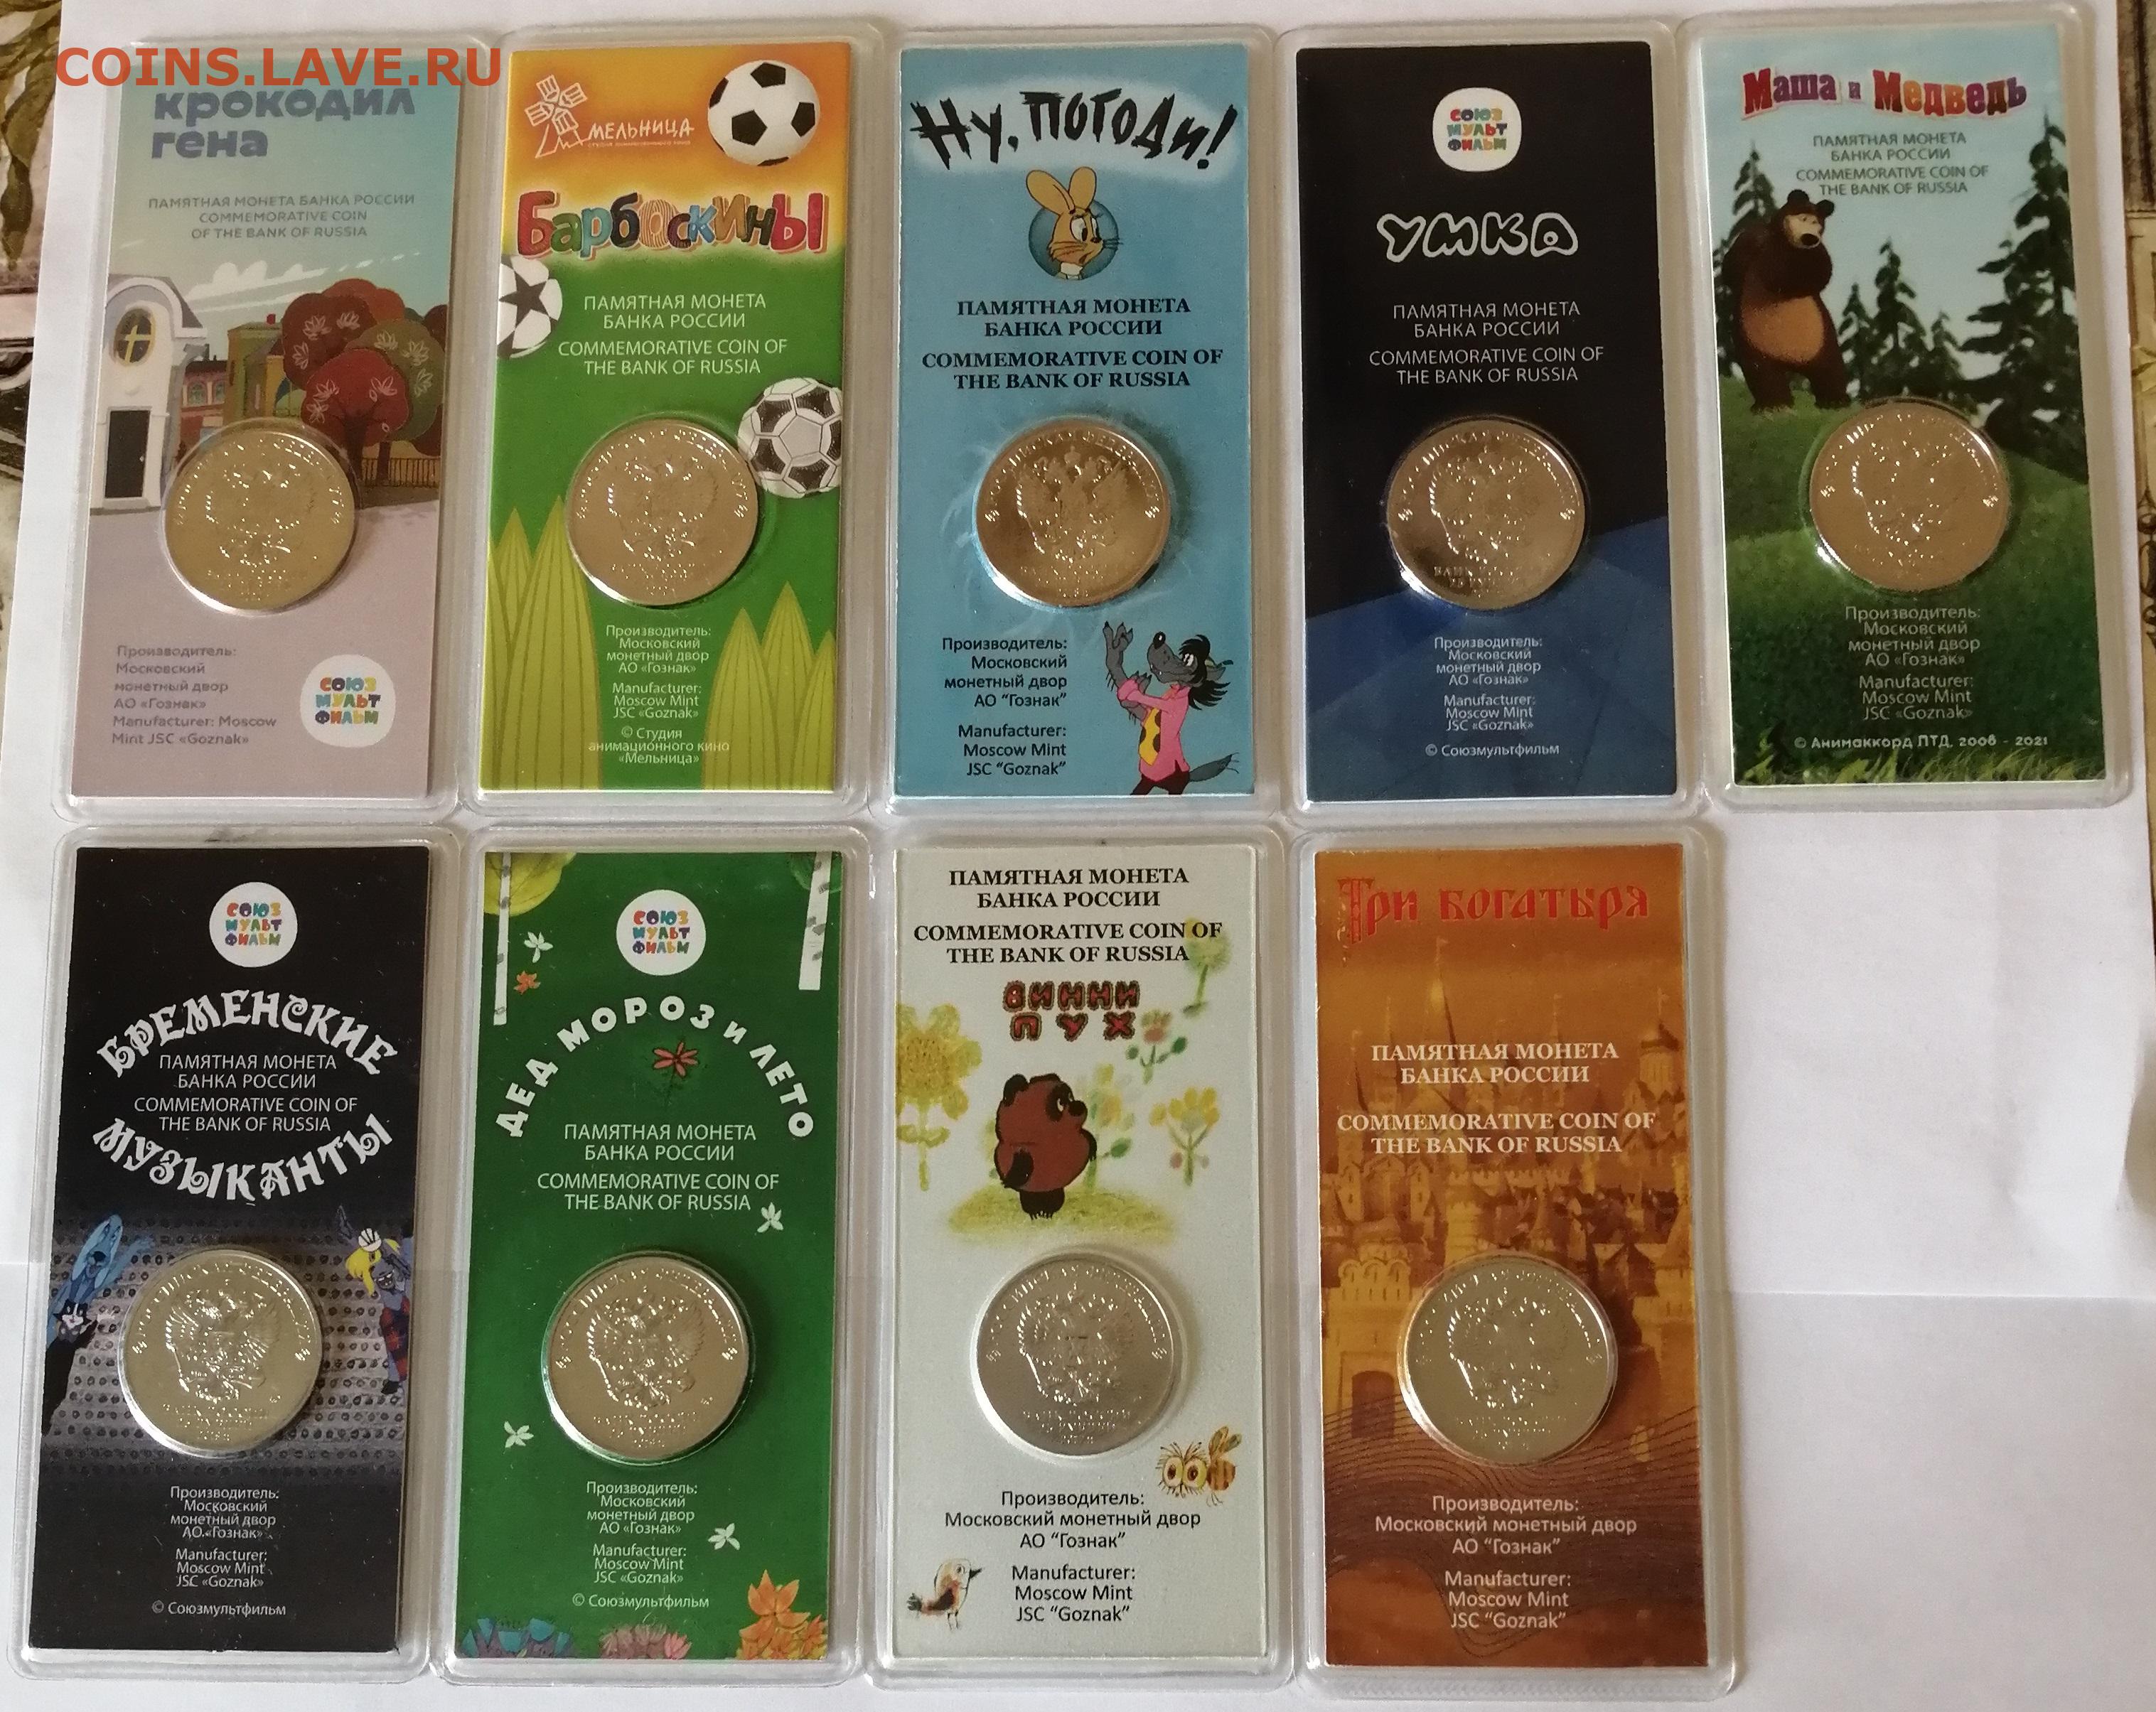 COINS.LAVE.RU
крокодил
гена
ПАМЯТНАЯ МОНЕТА БАНКА РОССИИ
COMMEMORATIVE COIN
OF THE BANK OF RUSSIA
Производитель:
Московский
монетный двор
АО «Гознак»
Manufacturer: Moscow
Mint JSC «Goznak»
СОЮЗ
МУЛЬТ
ФИЛЬМ
МЕЛЬНИЦА
Барбоскины
ПАМЯТНАЯ МОНЕТА
БАНКА РОССИИ
COMMEMORATIVE COIN OF
THE BANK OF RUSSIA
Производитель:
Московский
монетный двор
АО «Гознак»
Manufacturer:
Moscow Mint
JSC «Goznak»
© Студия
анимационного кино
«Мельница»
Ну, погоди!
ПАМЯТНАЯ МОНЕТА
БАНКА РОССИИ
COMMEMORATIVE COIN OF
THE BANK OF RUSSIA
Производитель:
Московский
монетный двор
АО "Гознак"
Manufacturer:
Moscow Mint
JSC "Goznak"
СОЮЗ
МУЛЬТ
ФИЛЬМ
УМКА
ПАМЯТНАЯ МОНЕТА
БАНКА РОССИИ
COMMEMORATIVE COIN OF
THE BANK OF RUSSIA
Производитель:
Московский
монетный двор
АО «Гознак»
Manufacturer:
Moscow Mint
JSC «Goznak»
© Союзмультфильм
Маша и Медведь
ПАМЯТНАЯ МОНЕТА
БАНКА РОССИИ
COMMEMORATIVE COIN OF
THE BANK OF RUSSIA
Производитель:
Московский
монетный двор
АО «Гознак»
Manufacturer:
Moscow Mint
JSC «Goznak»
© Анимаккорд ЛТД, 2008 - 2021
СОЮЗ
МУЛЬТ
ФИЛЬМ
БРЕМЕНСКИЕ
ПАМЯТНАЯ МОНЕТА
БАНКА РОССИИ
COMMEMORATIVE COIN OF
THE BANK OF RUSSIA
МУЗЫКАНТЫ
Производитель:
Московский
монетный двор
АО «Гознак»
Manufacturer:
Moscow Mint
JSC «Goznak»
© Союзмультфильм
СОЮЗ
МУЛЬТ
ФИЛЬМ
ДЕД МОРОЗ И ЛЕТО
ПАМЯТНАЯ МОНЕТА
БАНКА РОССИИ
COMMEMORATIVE COIN OF
THE BANK OF RUSSIA
Производитель:
Московский
монетный двор
АО «Гознак»
Manufacturer:
Moscow Mint
JSC «Goznak»
© Союзмультфильм
ПАМЯТНАЯ МОНЕТА
БАНКА РОССИИ
COMMEMORATIVE COIN OF
THE BANK OF RUSSIA
ВИННИ
ПУХ
Производитель:
Московский монетный двор
АО "Гознак"
Manufacturer:
Moscow Mint
JSC "Goznak"
Три богатыря
ПАМЯТНАЯ МОНЕТА
БАНКА РОССИИ
COMMEMORATIVE COIN OF
THE BANK OF RUSSIA
Производитель:
Московский монетный двор
АО "Гознак"
Manufacturer:
Moscow Mint
JSC "Goznak"